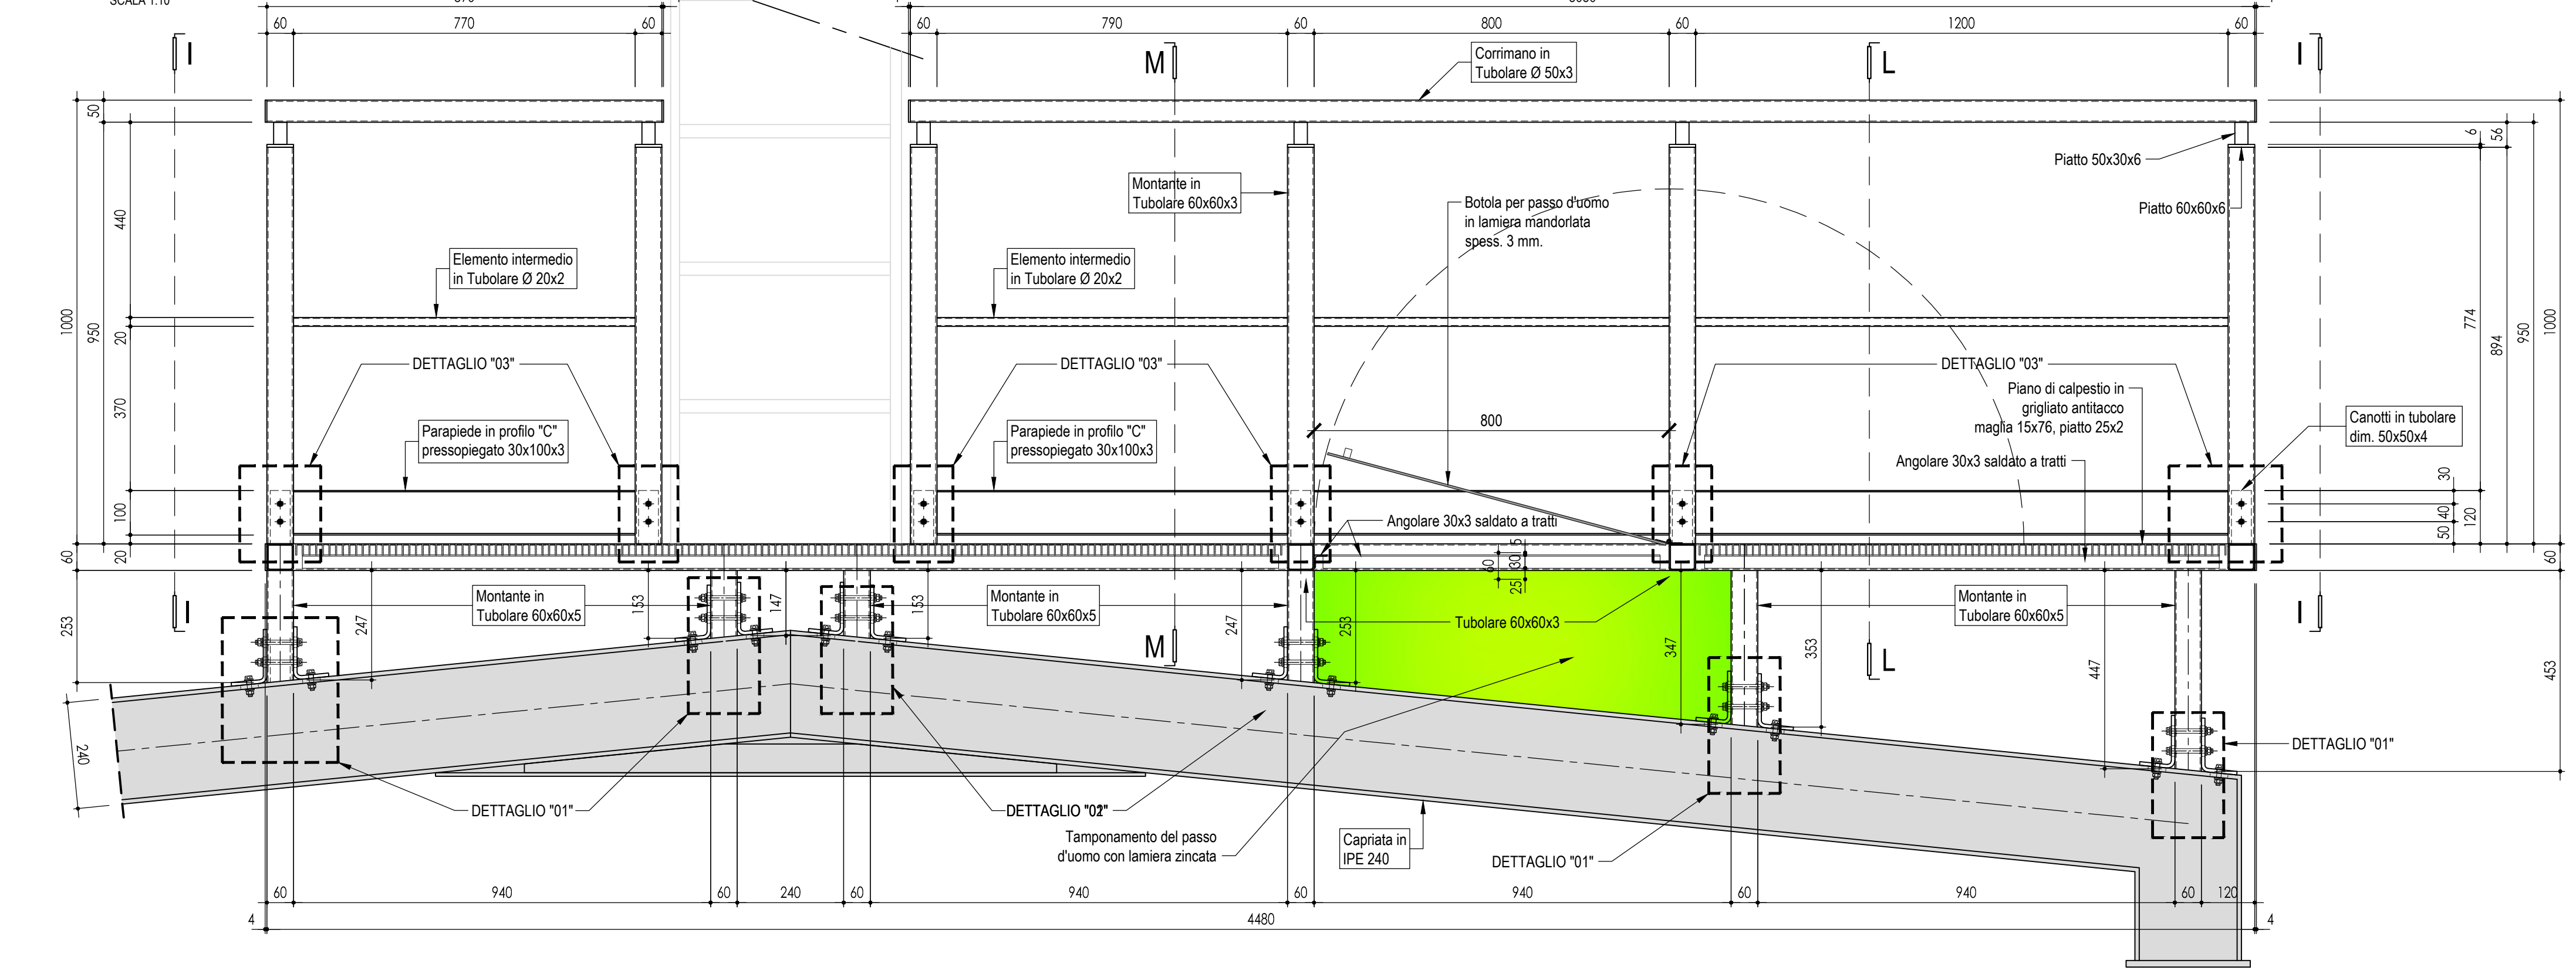 60
770
60
60
790
60
800
60
1200
60
I
M
L
I
Corrimano in
Tubolare Ø 50x3
50
6
56
Piatto 50x30x6
Montante in
Tubolare 60x60x3
Botola per passo d'uomo
in lamiera mandorlata
spess. 3 mm.
Piatto 60x60x6
440
Elemento intermedio
in Tubolare Ø 20x2
Elemento intermedio
in Tubolare Ø 20x2
1000
950
20
774
894
950
1000
DETTAGLIO "03"
DETTAGLIO "03"
DETTAGLIO "03"
Piano di calpestio in
grigliato antitacco
maglia 15x76, piatto 25x2
370
800
Parapiede in profilo "C"
pressopiegato 30x100x3
Parapiede in profilo "C"
pressopiegato 30x100x3
Canotti in tubolare
dim. 50x50x4
Angolare 30x3 saldato a tratti
30
100
40
120
50
Angolare 30x3 saldato a tratti
60
20
5
60
30
25
60
Montante in
Tubolare 60x60x5
153
147
153
Montante in
Tubolare 60x60x5
Montante in
Tubolare 60x60x5
I
I
253
247
247
253
Tubolare 60x60x3
347
353
447
453
M
L
240
DETTAGLIO "01"
DETTAGLIO "01"
Tamponamento del passo
d'uomo con lamiera zincata
Capriata in
IPE 240
DETTAGLIO "01"
60
940
60
240
60
940
60
940
60
940
60
120
4
4480
4